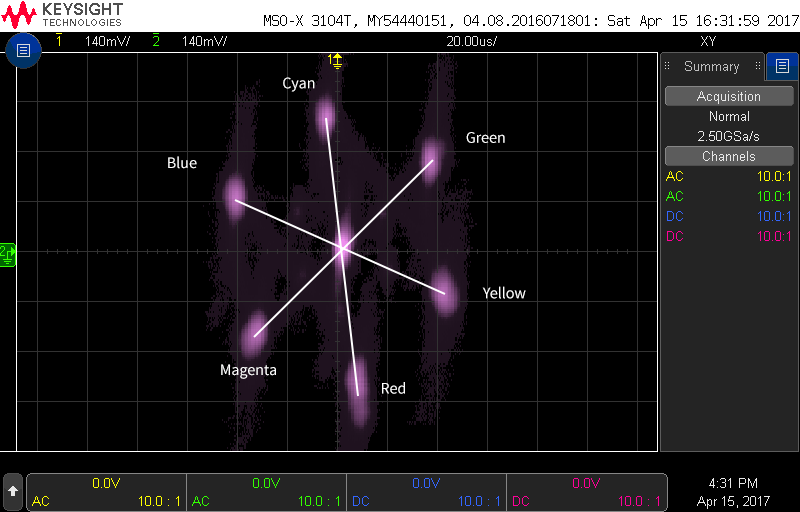 KEYSIGHT
TECHNOLOGIES
MSO-X 3104T, MY54440151, 04.08.2016071801: Sat Apr 15 16:31:59 2017
1 140mV/ 2 140mV/ 20.00us/ XY
1
Summary
Acquisition
Normal
2.50GSa/s
Channels
AC 10.0:1
AC 10.0:1
DC 10.0:1
DC 10.0:1
Cyan
Green
Blue
2
Yellow
Magenta
Red
0.0V 0.0V 0.0V 0.0V
AC 10.0 : 1 AC 10.0 : 1 DC 10.0 : 1 DC 10.0 : 1
4:31 PM
Apr 15, 2017